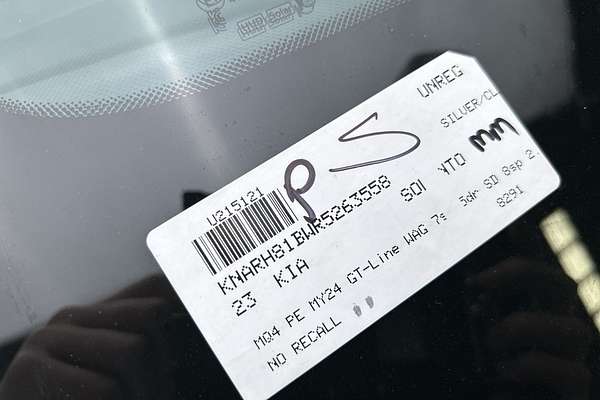 UNREG
U215121
PS
SILVER/CL
KNARH81BWR5263558
SOI
NTO
MM
23 KIA
MQ4 PE MY24 GT-Line WAG 7s 5dr SD 8sp 2
NO RECALL
8291